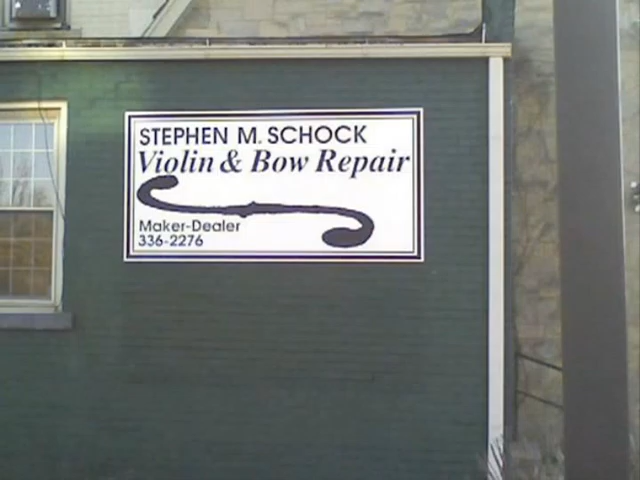 STEPHEN M. SCHOCK
Violin & Bow Repair
Maker-Dealer
336-2276